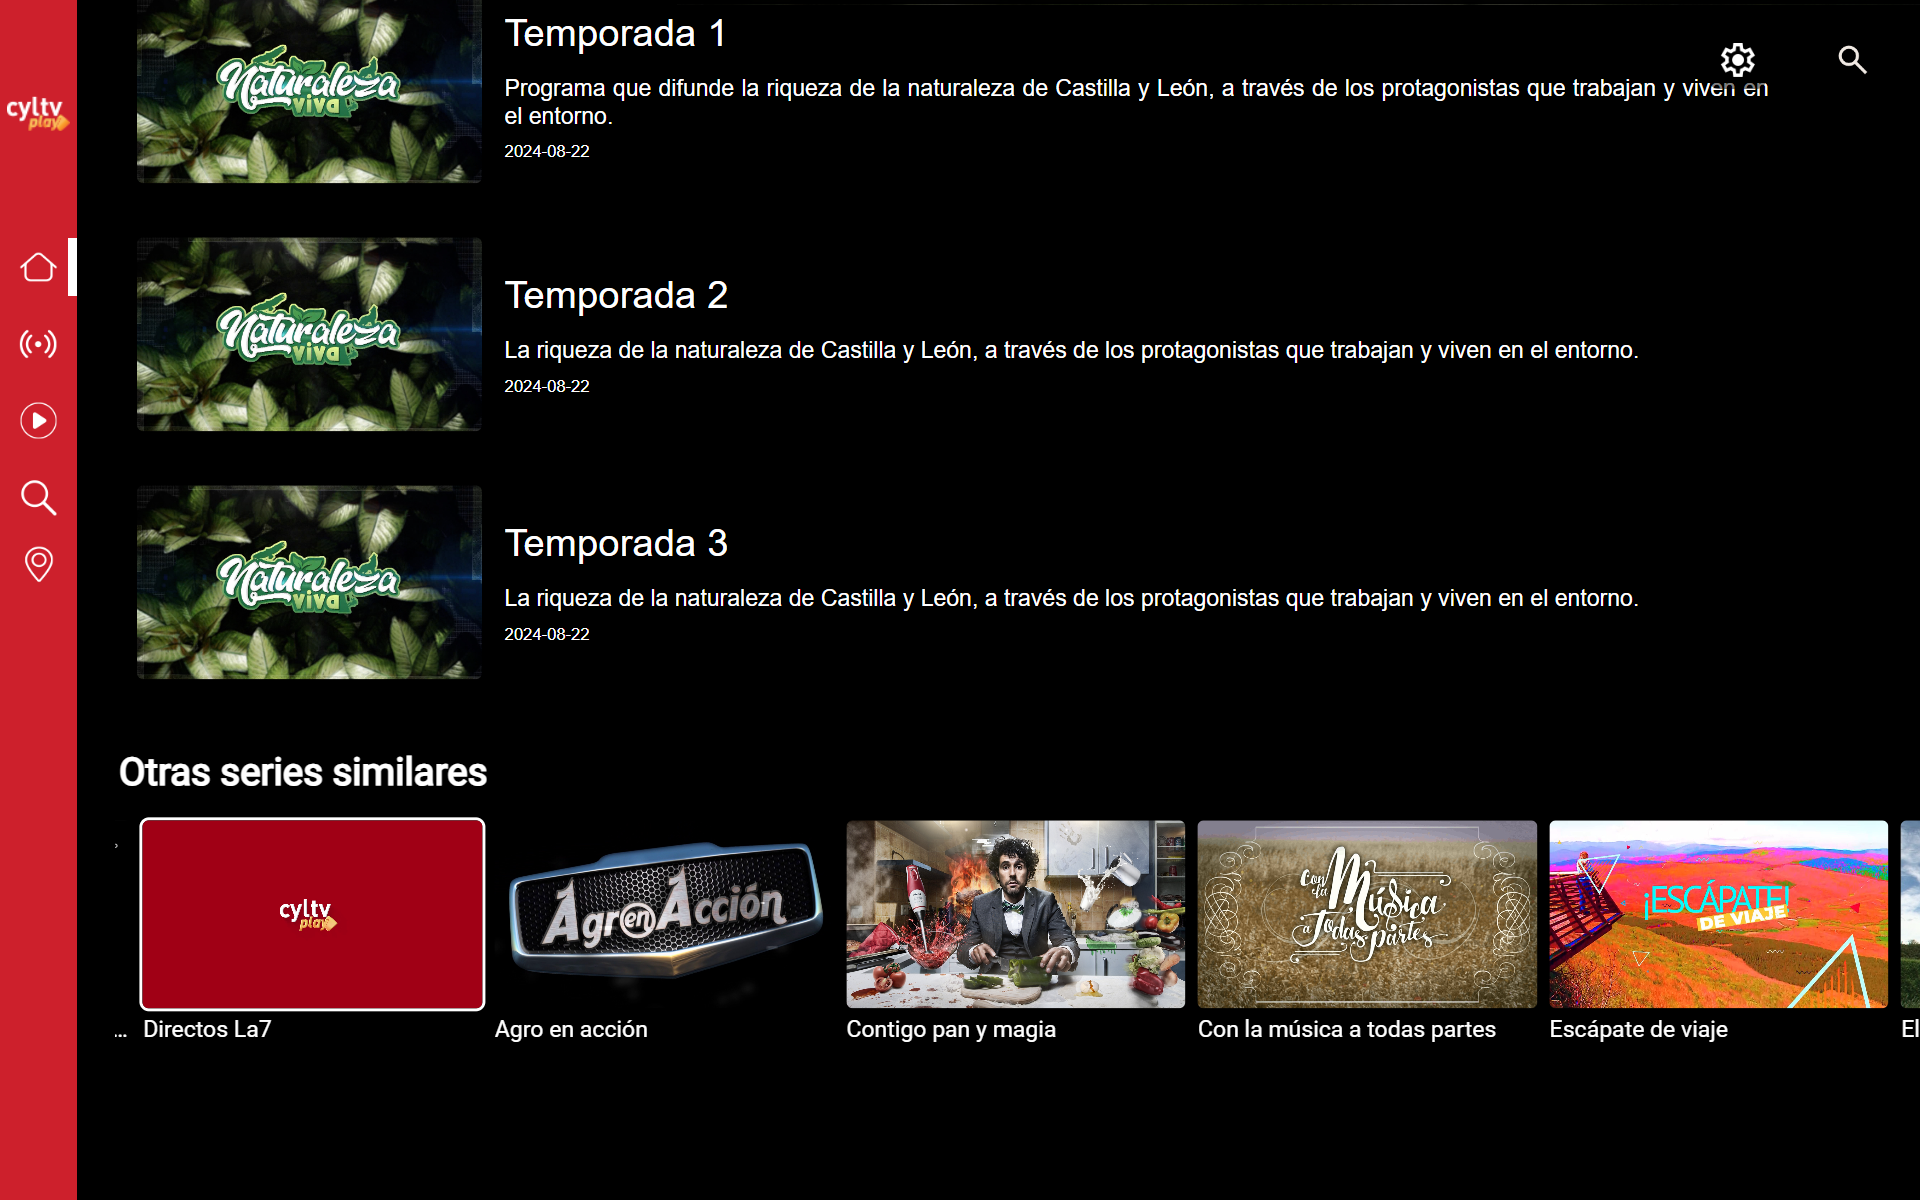 cyltv
play
Naturaleza
viva
Temporada 1
Programa que difunde la riqueza de la naturaleza de Castilla y León, a través de los protagonistas que trabajan y viven en
el entorno.
2024-08-22
Naturaleza
viva
Temporada 2
La riqueza de la naturaleza de Castilla y León, a través de los protagonistas que trabajan y viven en el entorno.
2024-08-22
Naturaleza
viva
Temporada 3
La riqueza de la naturaleza de Castilla y León, a través de los protagonistas que trabajan y viven en el entorno.
2024-08-22
Otras series similares
cyltv
play
Agro en Acción
Con la Música a Todas partes
¡ESCÁPATE!
DE VIAJE
...
Directos La7
Agro en acción
Contigo pan y magia
Con la música a todas partes
Escápate de viaje
El